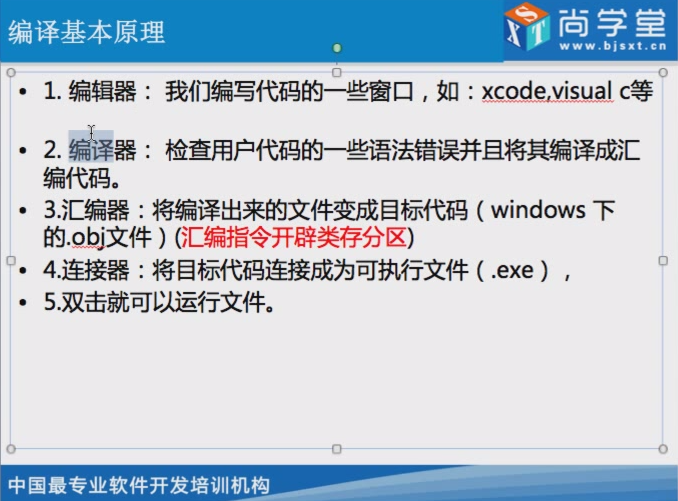 编译基本原理
SXT 尚学堂
www.bjsxt.cn
• 1. 编辑器： 我们编写代码的一些窗口，如：xcode,visual c等
• 2. 编译器： 检查用户代码的一些语法错误并且将其编译成汇
编代码。
• 3.汇编器：将编译出来的文件变成目标代码（windows 下
的.obj文件）(汇编指令开辟类存分区)
• 4.连接器：将目标代码连接成为可执行文件（.exe），
• 5.双击就可以运行文件。
中国最专业软件开发培训机构